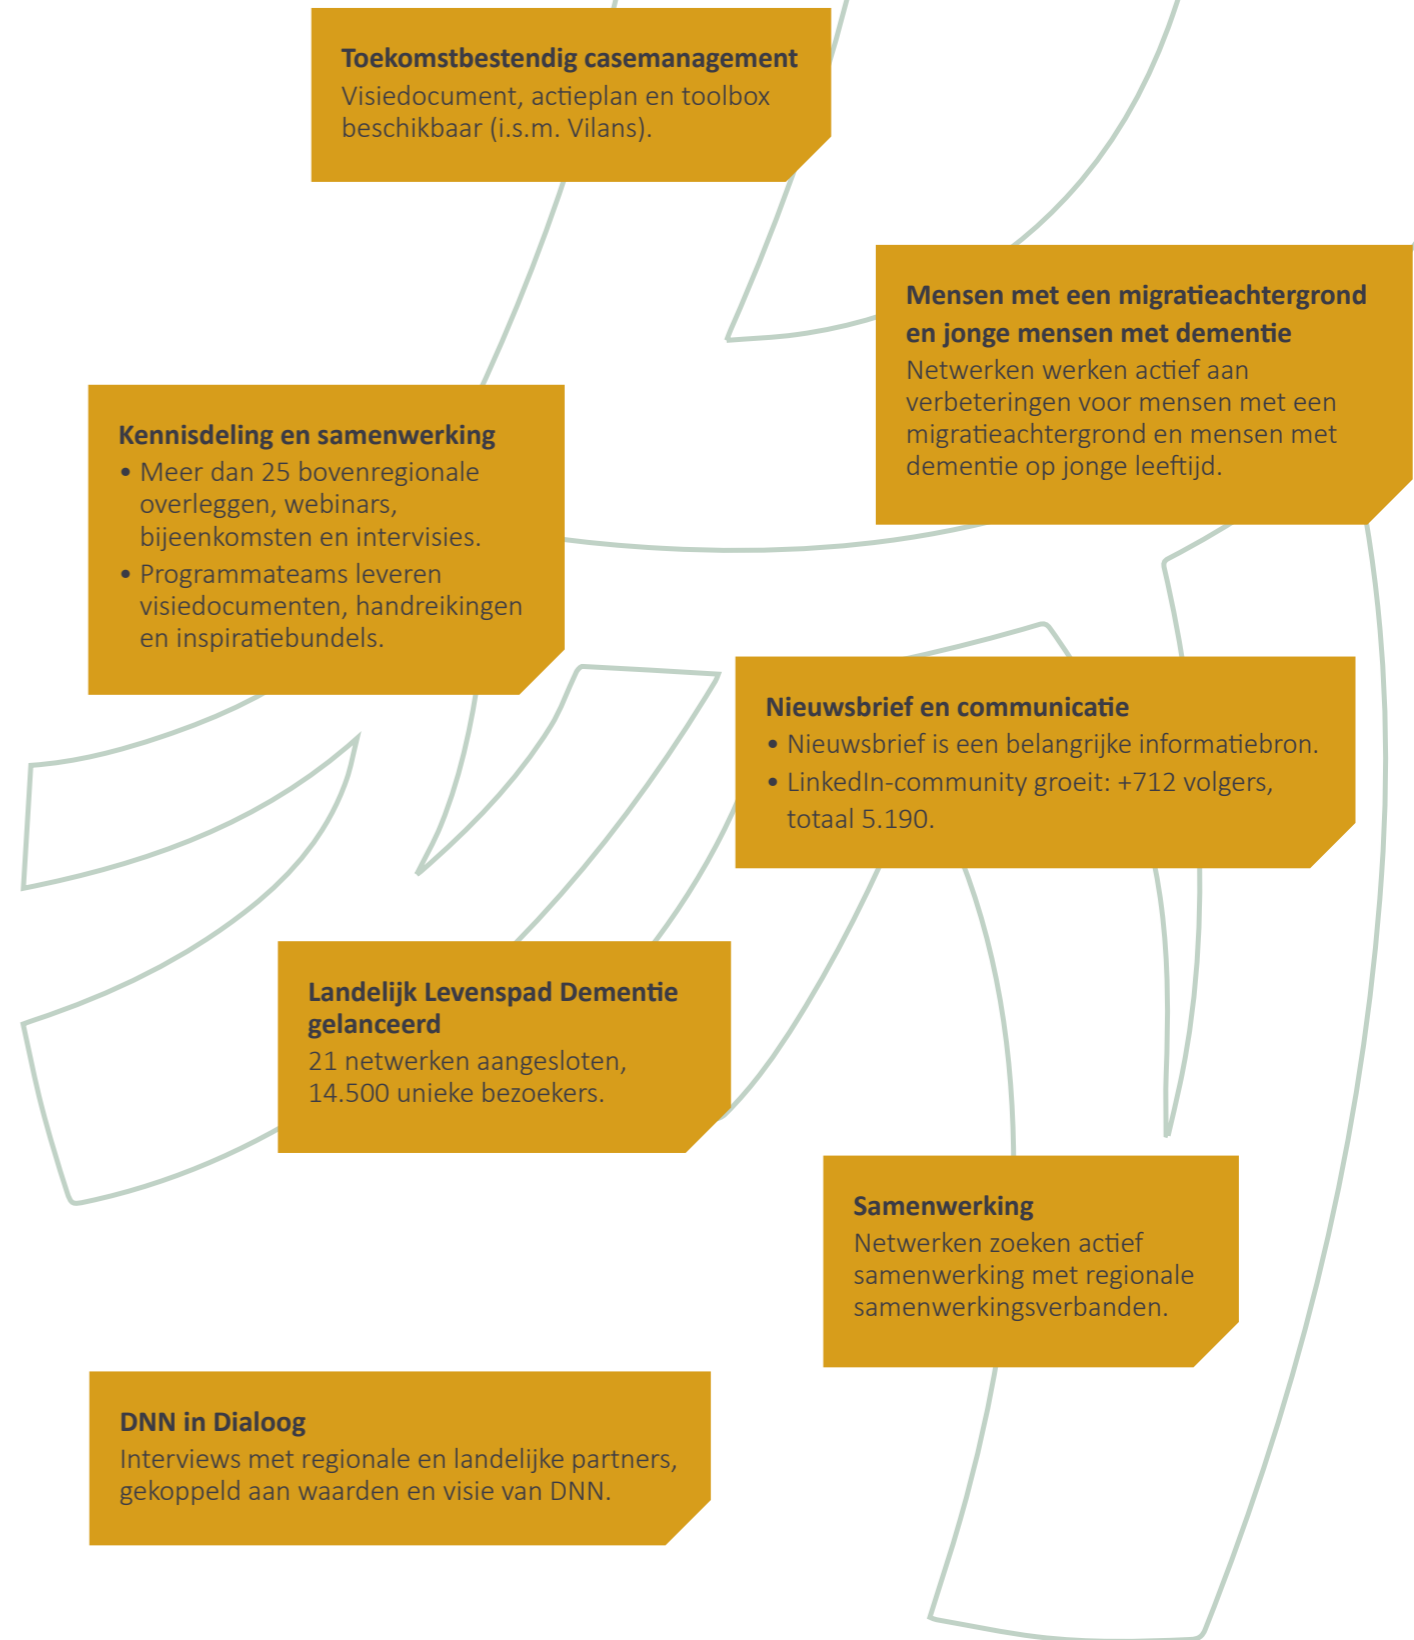 Toekomstbestendig casemanagement
Visiedocument, actieplan en toolbox
beschikbaar (i.s.m. Vilans).
Mensen met een migratieachtergrond
en jonge mensen met dementie
Netwerken werken actief aan
verbeteringen voor mensen met een
migratieachtergrond en mensen met
dementie op jonge leeftijd.
Kennisdeling en samenwerking
• Meer dan 25 bovenregionale
overleggen, webinars,
bijeenkomsten en intervisies.
• Programmateams leveren
visiedocumenten, handreikingen
en inspiratiebundels.
Nieuwsbrief en communicatie
• Nieuwsbrief is een belangrijke informatiebron.
• LinkedIn-community groeit: +712 volgers,
totaal 5.190.
Landelijk Levenspad Dementie
gelanceerd
21 netwerken aangesloten,
14.500 unieke bezoekers.
Samenwerking
Netwerken zoeken actief
samenwerking met regionale
samenwerkingsverbanden.
DNN in Dialoog
Interviews met regionale en landelijke partners,
gekoppeld aan waarden en visie van DNN.